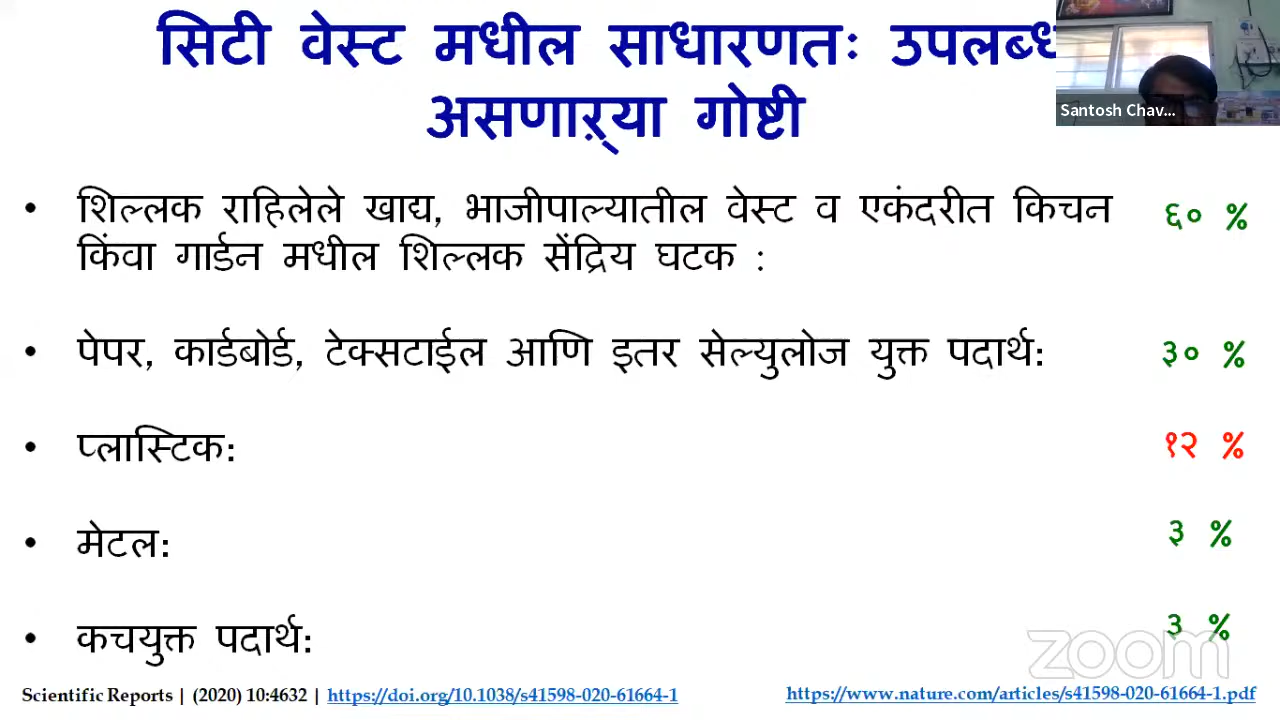 सिटी वेस्ट मधील साधारणतः उपलब्ध
असणाऱ्या गोष्टी
Santosh Chav...
• शिल्लक राहिलेले खाद्य, भाजीपाल्यातील वेस्ट व एकंदरीत किचन ६० %
किंवा गार्डन मधील शिल्लक सेंद्रिय घटक :
• पेपर, कार्डबोर्ड, टेक्सटाईल आणि इतर सेल्युलोज युक्त पदार्थ: ३० %
• प्लास्टिक: १२ %
• मेटल: ३ %
• कचयुक्त पदार्थ: ३ %
zoom
Scientific Reports | (2020) 10:4632 | https://doi.org/10.1038/s41598-020-61664-1 https://www.nature.com/articles/s41598-020-61664-1.pdf